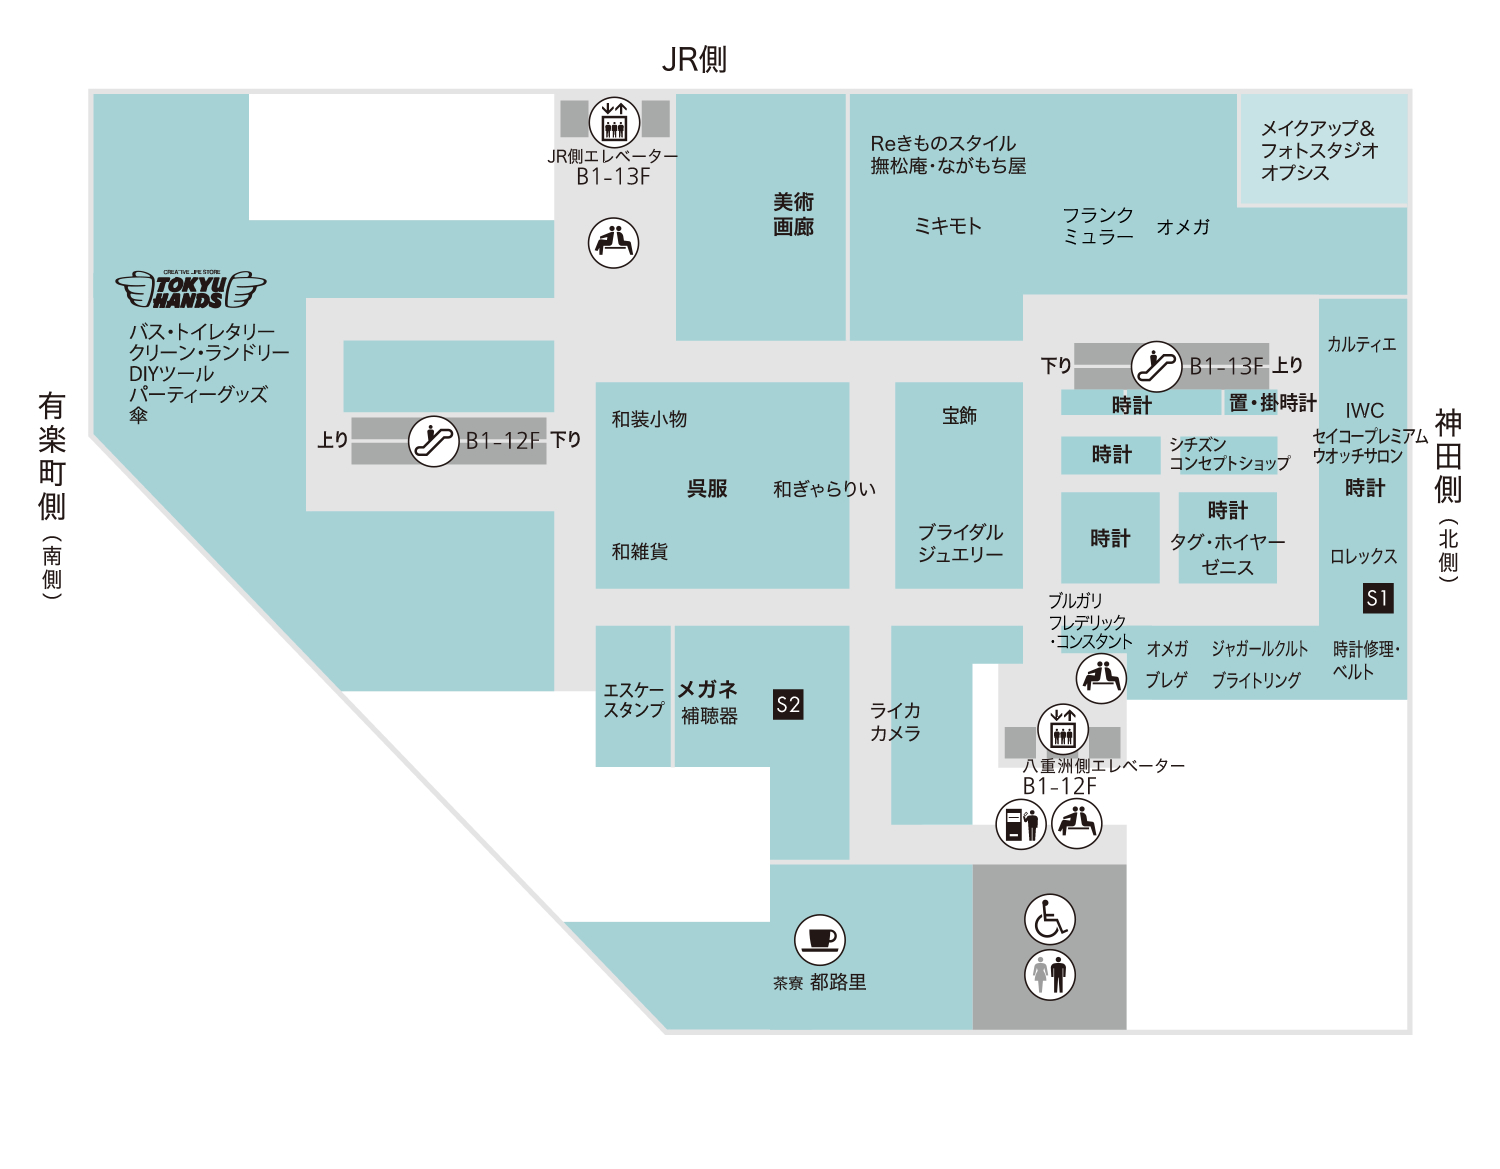 JR側
JR側エレベーター
B1-13F
美術
画廊
Reきものスタイル
撫松庵・ながもち屋
ミキモト
フランク
ミュラー
オメガ
メイクアップ&
フォトスタジオ
オプシス
CREATIVE LIFE STORE
TOKYU
HANDS
バス・トイレタリー
クリーン・ランドリー
DIYツール
パーティーグッズ
傘
有楽町側（南側）
上り
B1-12F
下り
和装小物
呉服
和ぎゃらりい
和雑貨
宝飾
ブライダル
ジュエリー
下り
B1-13F
上り
時計
置・掛時計
時計
シチズン
コンセプトショップ
時計
時計
タグ・ホイヤー
ゼニス
カルティエ
IWC
セイコープレミアム
ウオッチサロン
時計
ロレックス
S1
神田側（北側）
ブルガリ
フレデリック
・コンスタント
オメガ
ジャガールクルト
時計修理・
ベルト
ブレゲ
ブライトリング
エスケー
スタンプ
メガネ
補聴器
S2
ライカ
カメラ
八重洲側エレベーター
B1-12F
茶寮 都路里